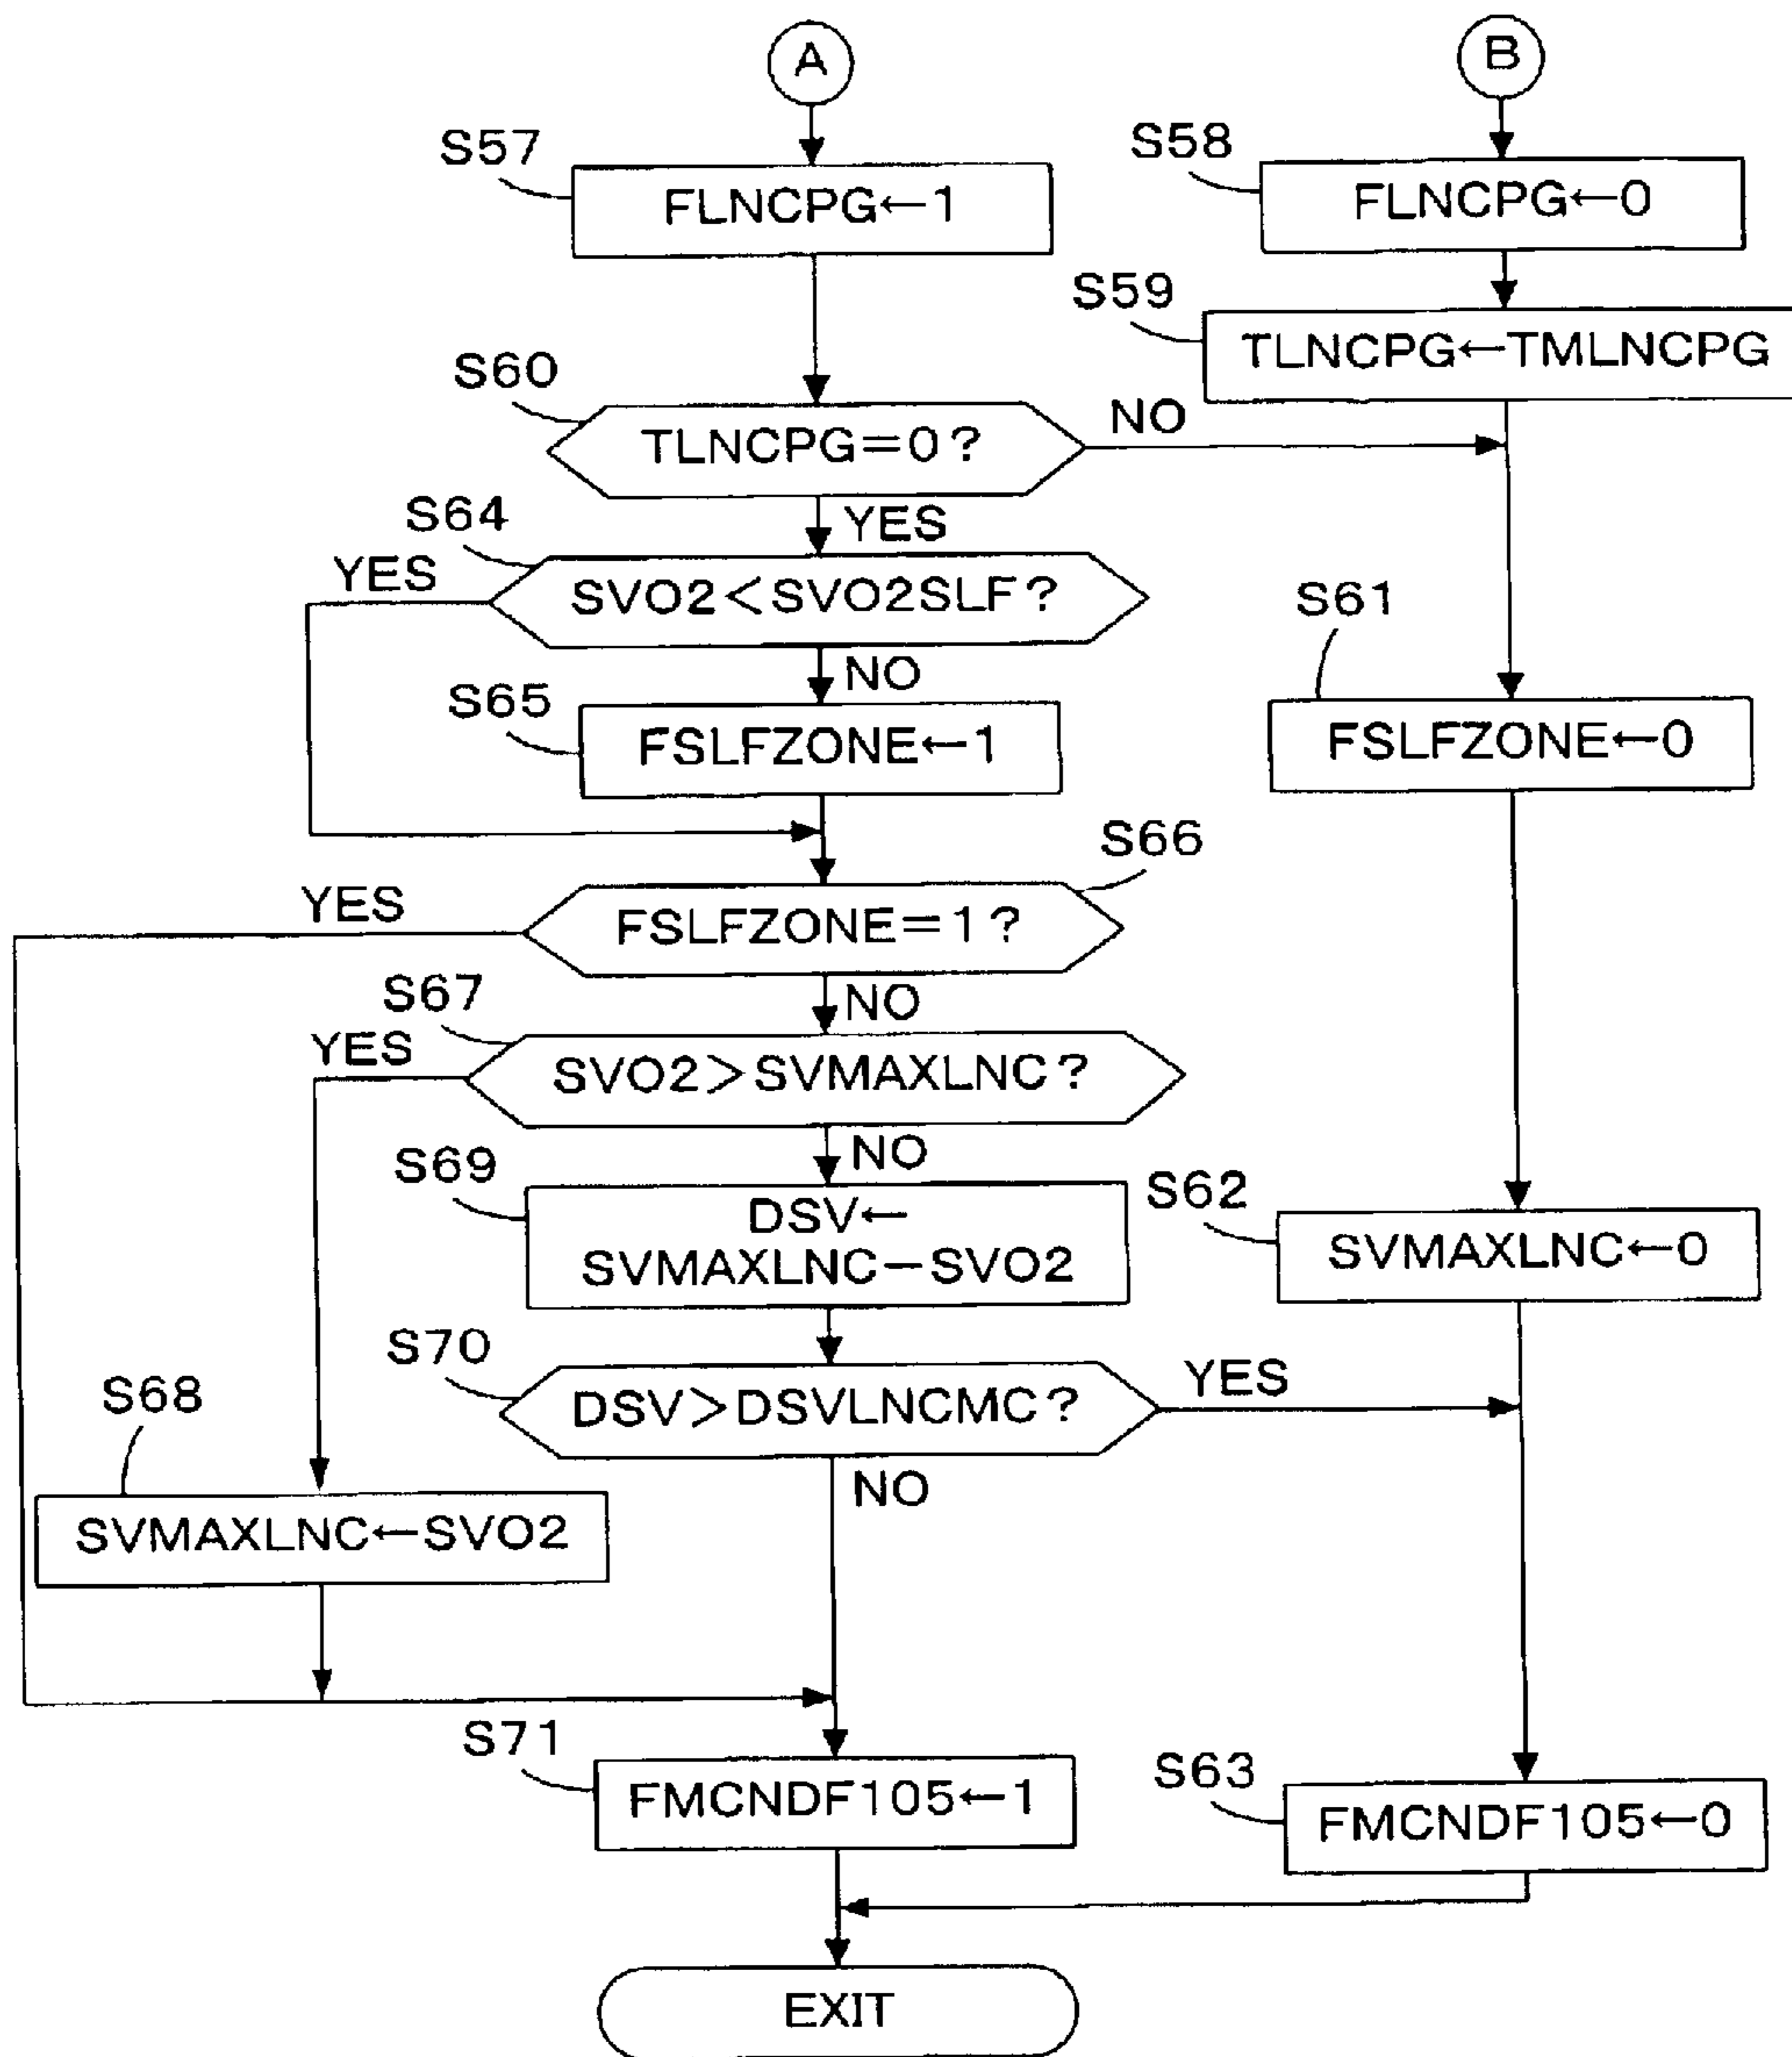 A
B
S57
FLNCPG←1
S58
FLNCPG←0
S59
TLNCPG←TMLNCPG
S60
TLNCPG=0?
NO
YES
S64
SVO2<SVO2SLF?
YES
NO
S65
FSLFZONE←1
S61
FSLFZONE←0
S66
FSLFZONE=1?
YES
NO
S67
SVO2>SVMAXLNC?
YES
NO
S69
DSV←
SVMAXLNC−SVO2
S62
SVMAXLNC←0
S70
DSV>DSVLNCMC?
YES
NO
S68
SVMAXLNC←SVO2
S71
FMCNDF105←1
S63
FMCNDF105←0
EXIT